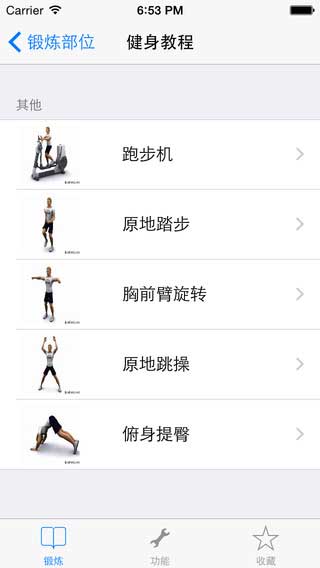 Carrier 6:53 PM
锻炼部位 健身教程
其他
跑步机
原地踏步
胸前臂旋转
原地跳操
俯身提臀
锻炼 功能 收藏